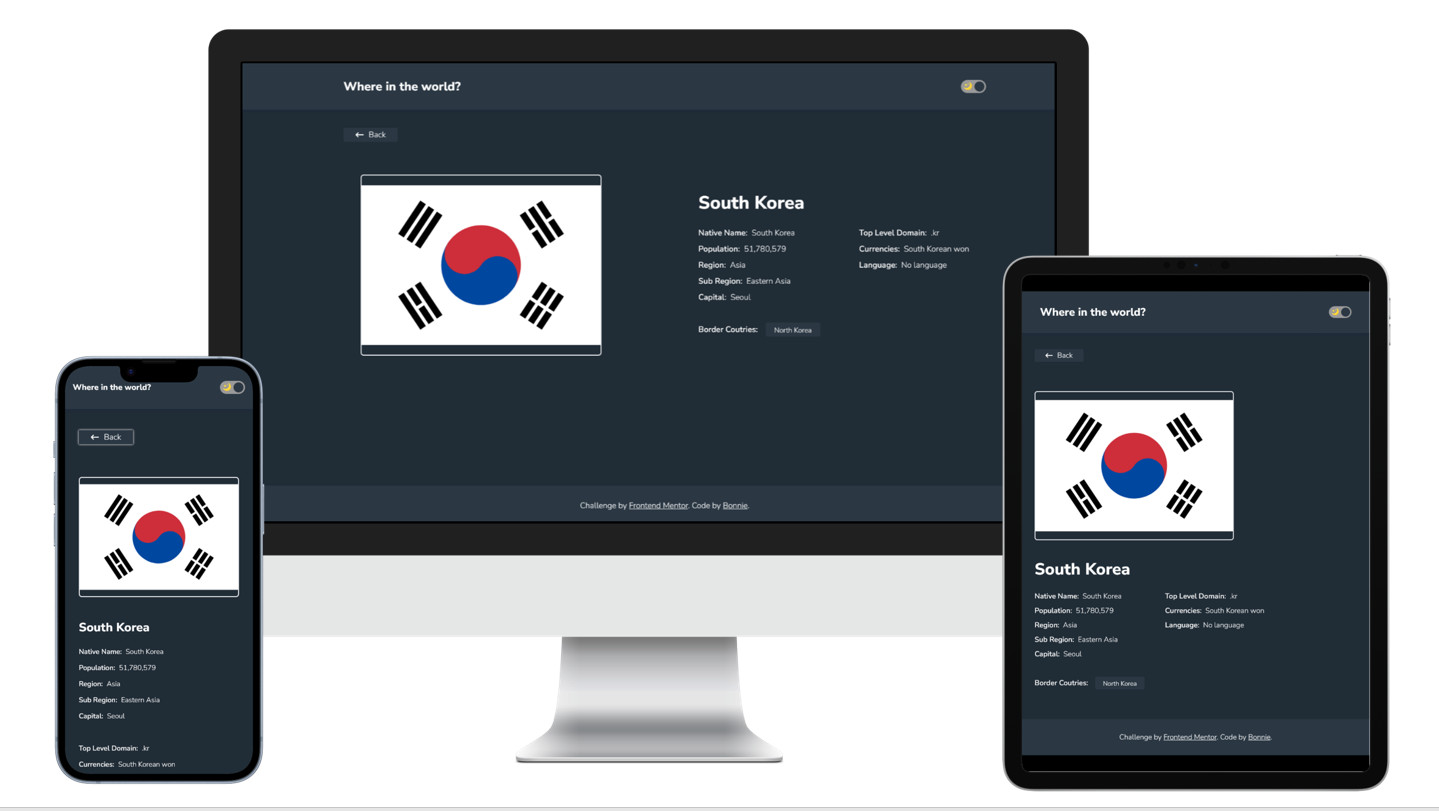 Where in the world?
← Back
South Korea
Native Name: South Korea
Population: 51,780,579
Region: Asia
Sub Region: Eastern Asia
Capital: Seoul
Top Level Domain: .kr
Currencies: South Korean won
Language: No language
Border Coutries: North Korea
Challenge by Frontend Mentor. Code by Bonnie.
Where in the world?
← Back
South Korea
Native Name: South Korea
Population: 51,780,579
Region: Asia
Sub Region: Eastern Asia
Capital: Seoul
Top Level Domain: .kr
Currencies: South Korean won
Where in the world?
← Back
South Korea
Native Name: South Korea
Population: 51,780,579
Region: Asia
Sub Region: Eastern Asia
Capital: Seoul
Top Level Domain: .kr
Currencies: South Korean won
Language: No language
Border Coutries: North Korea
Challenge by Frontend Mentor. Code by Bonnie.